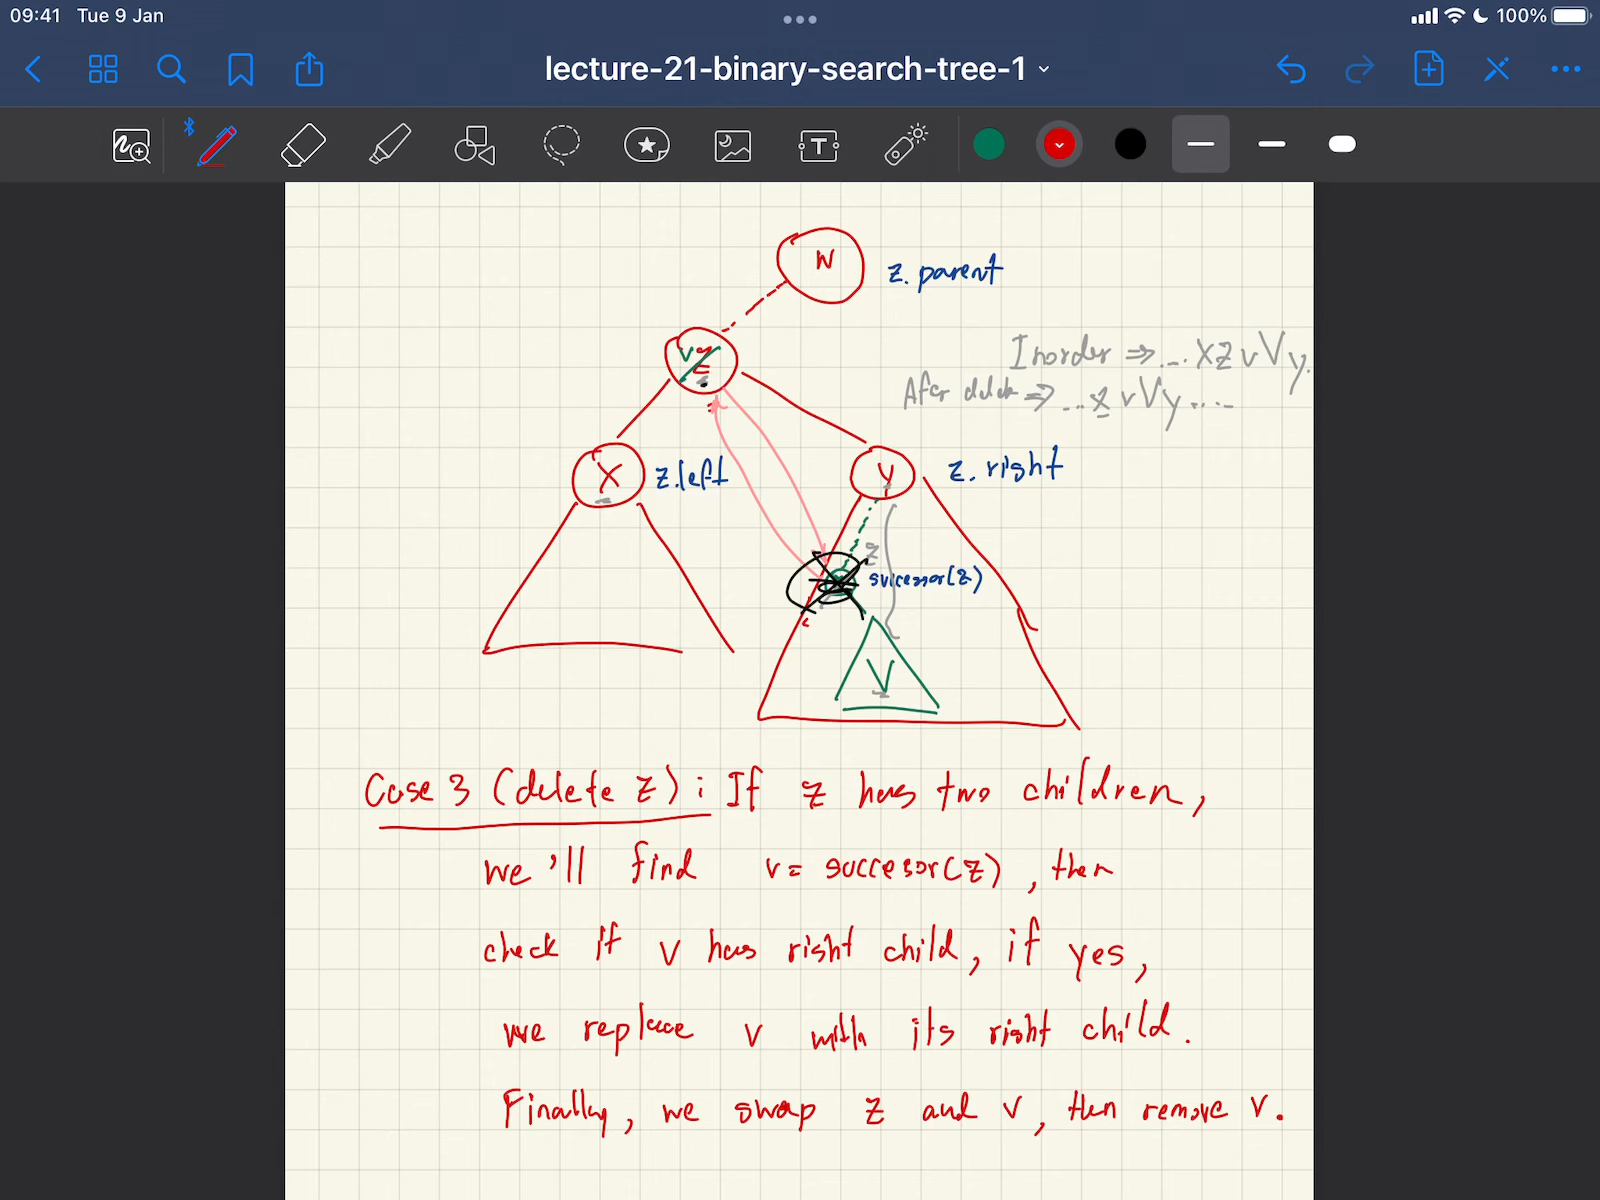 09:41 Tue 9 Jan
100%
lecture-21-binary-search-tree-1
T
W
z.parent
v z
Inorder ⇒ ... x z v V y.
After delete ⇒ ... x v V y ....
X
z.left
y
z.right
z
successor(z)
V
Case 3 (delete z) : If z has two children,
we'll find v = succesor(z), then
check if v has right child, if yes,
we replace v with its right child.
Finally, we swap z and v, then remove v.